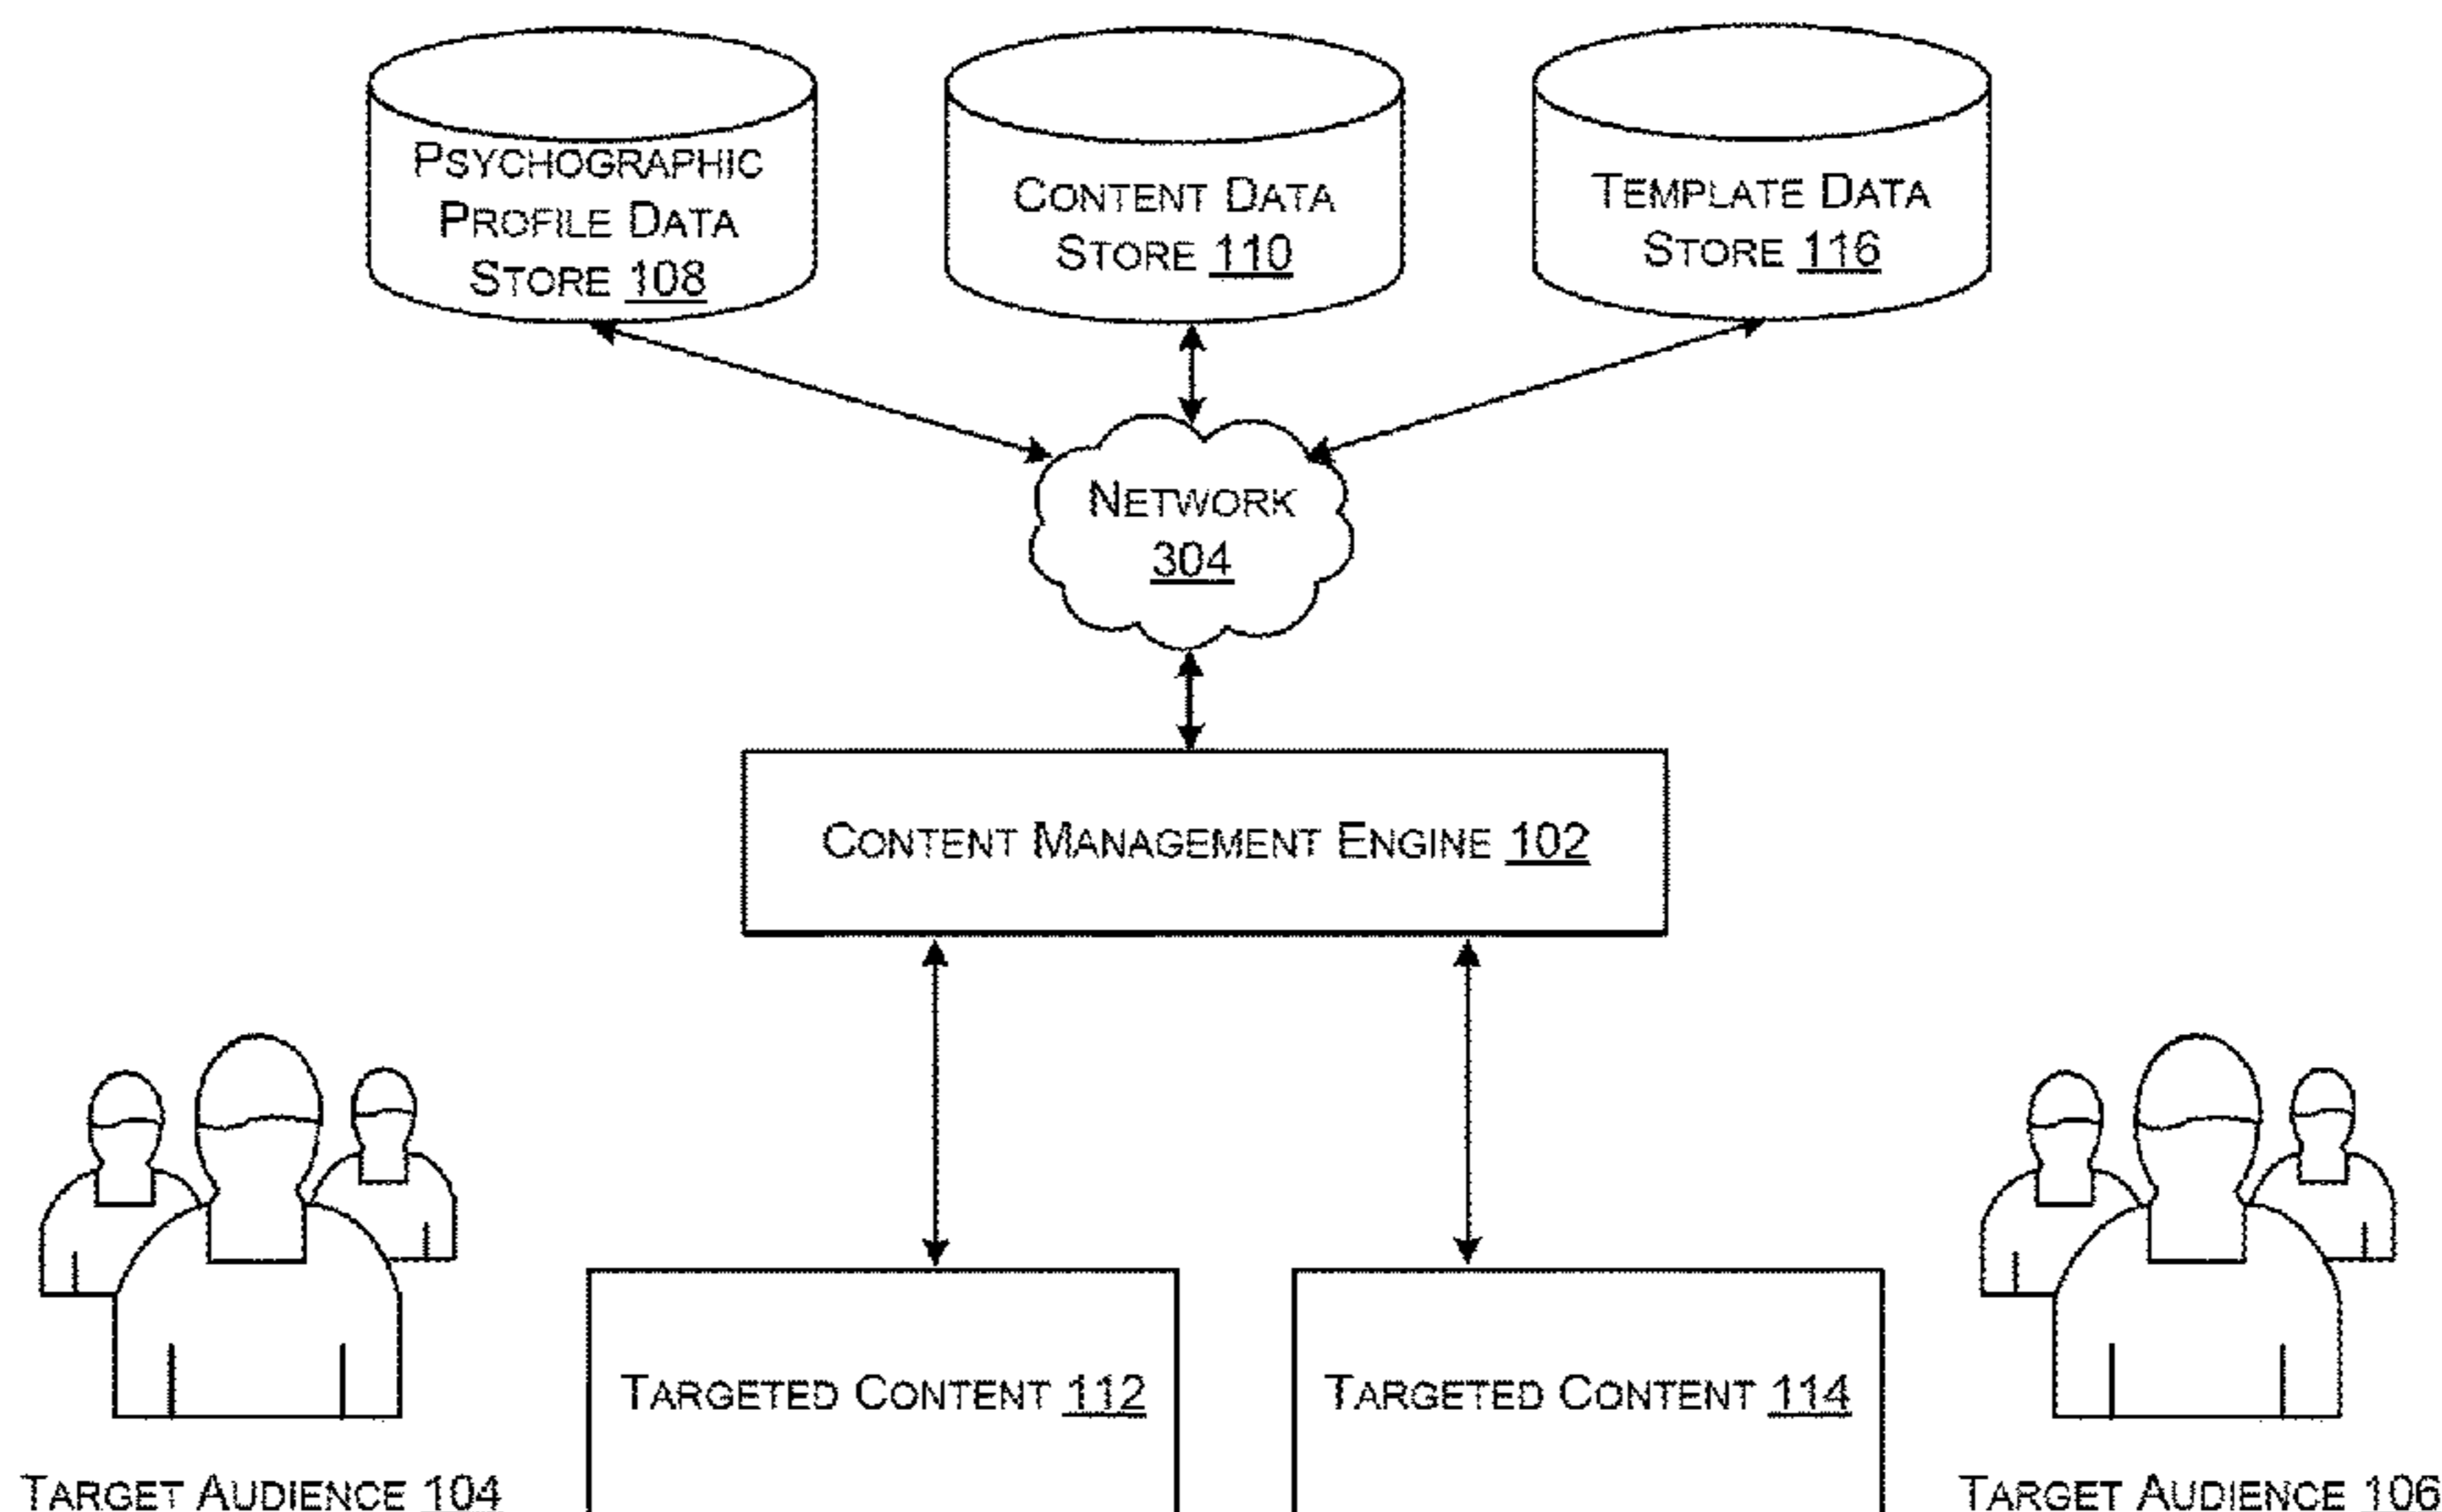 PSYCHOGRAPHIC
PROFILE DATA
STORE 108
CONTENT DATA
STORE 110
TEMPLATE DATA
STORE 116
NETWORK
304
CONTENT MANAGEMENT ENGINE 102
TARGETED CONTENT 112
TARGETED CONTENT 114
TARGET AUDIENCE 104
TARGET AUDIENCE 106